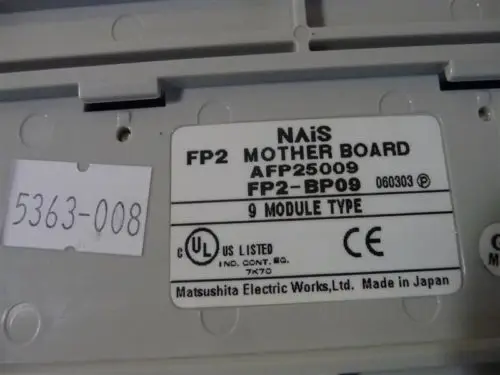 NAiS
FP2 MOTHER BOARD
AFP25009
FP2-BP09 060303 Ⓟ
9 MODULE TYPE
5363-008
C UL US LISTED
IND. CONT. EQ.
7K70
CE
Matsushita Electric Works,Ltd. Made in Japan